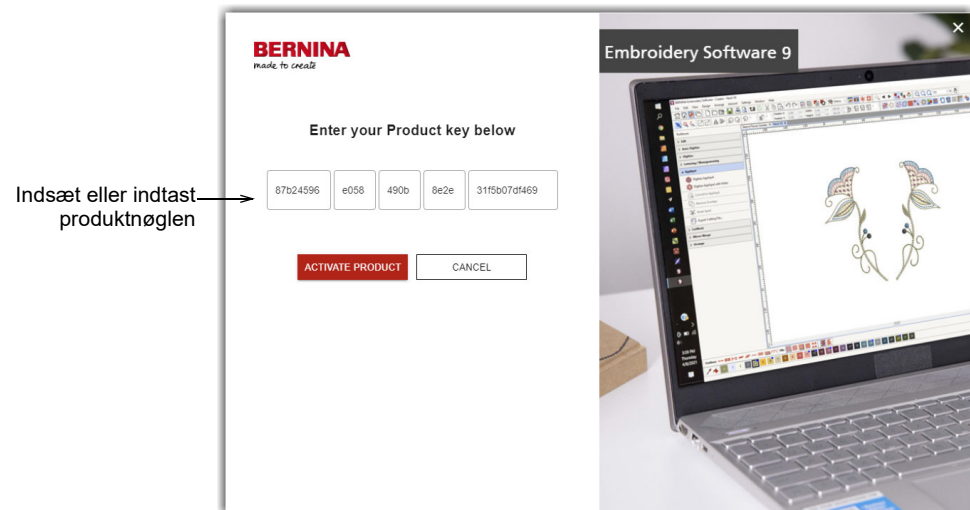 BERNINA
made to create
Embroidery Software 9
Enter your Product key below
Indsæt eller indtast
produktnøglen
87b24596 e058 490b 8e2e 31f5b07df469
ACTIVATE PRODUCT CANCEL